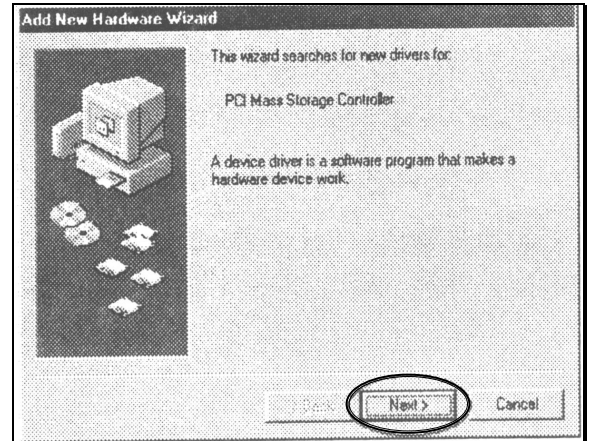 Add New Hardware Wizard
This wizard searches for new drivers for:
PCI Mass Storage Controller
A device driver is a software program that makes a
hardware device work.
< Back
Next >
Cancel